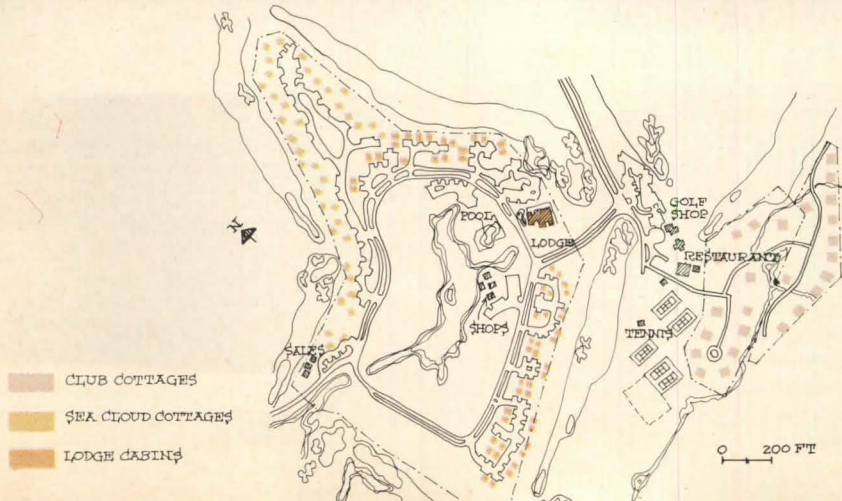 N
POOL
LODGE
GOLF
SHOP
RESTAURANT
SHOPS
TENNIS
SALES
CLUB COTTAGES
SEA CLOUD COTTAGES
LODGE CABINS
0 200 FT